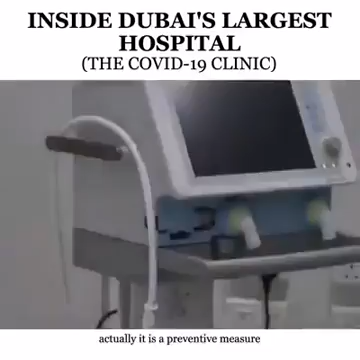 INSIDE DUBAI'S LARGEST
HOSPITAL
(THE COVID-19 CLINIC)
actually it is a preventive measure